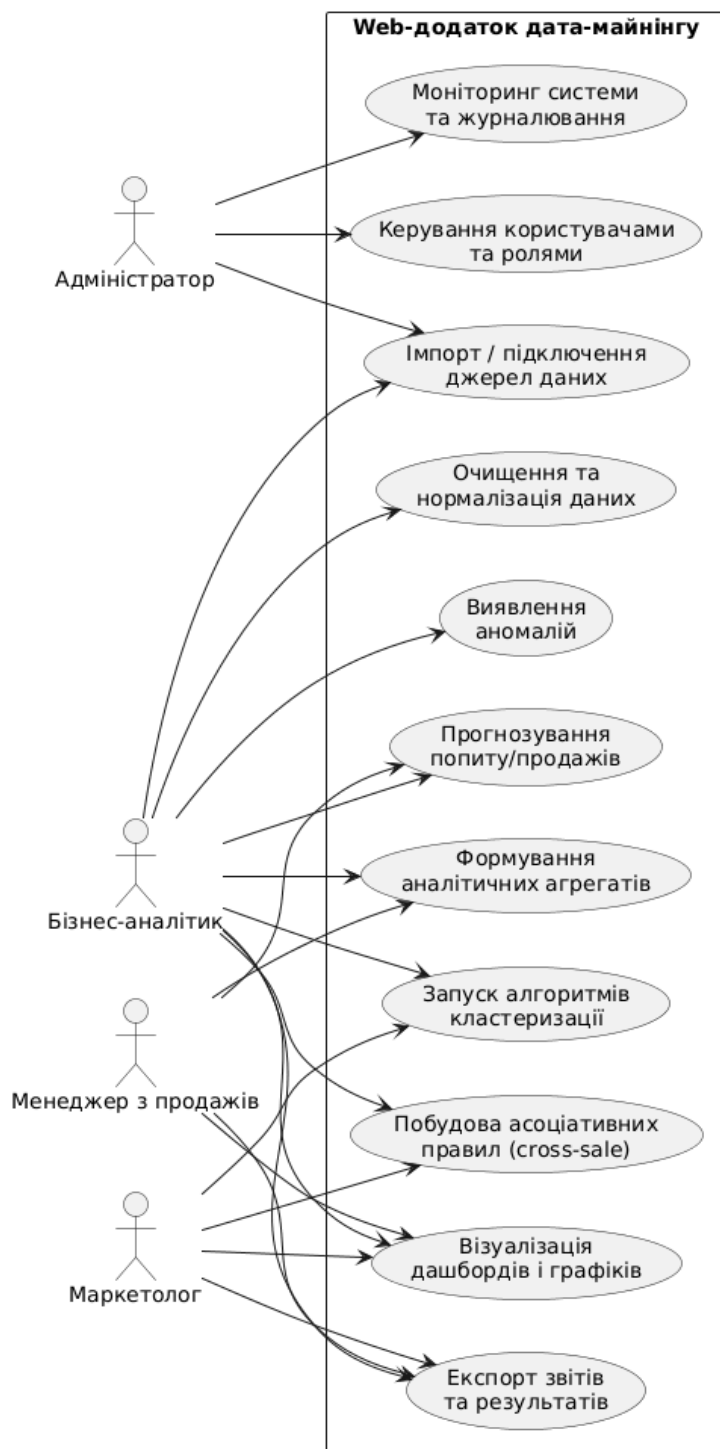 Web-додаток дата-майнінгу
Моніторинг системи
та журналювання
Адміністратор
Керування користувачами
та ролями
Імпорт / підключення
джерел даних
Очищення та
нормалізація даних
Виявлення
аномалій
Прогнозування
попиту/продажів
Бізнес-аналітик
Формування
аналітичних агрегатів
Запуск алгоритмів
кластеризації
Менеджер з продажів
Побудова асоціативних
правил (cross-sale)
Маркетолог
Візуалізація
дашбордів і графіків
Експорт звітів
та результатів